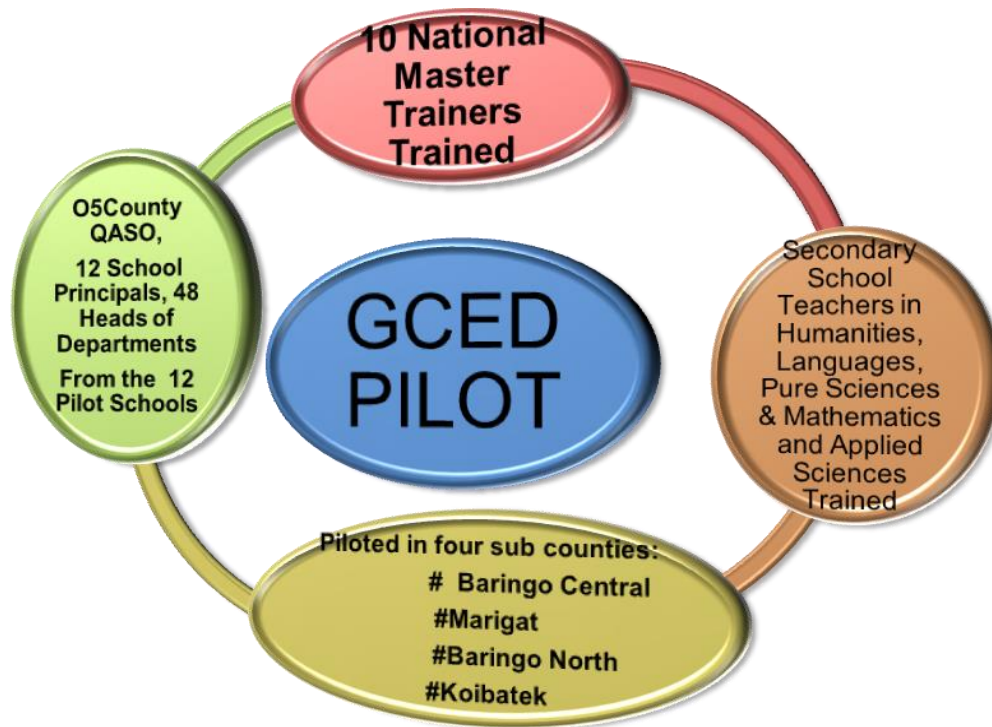 10 National
Master
Trainers
Trained
O5County
QASO,
12 School
Principals, 48
Heads of
Departments
From the 12
Pilot Schools
GCED
PILOT
Secondary
School
Teachers in
Humanities,
Languages,
Pure Sciences
& Mathematics
and Applied
Sciences
Trained
Piloted in four sub counties:
# Baringo Central
#Marigat
#Baringo North
#Koibatek